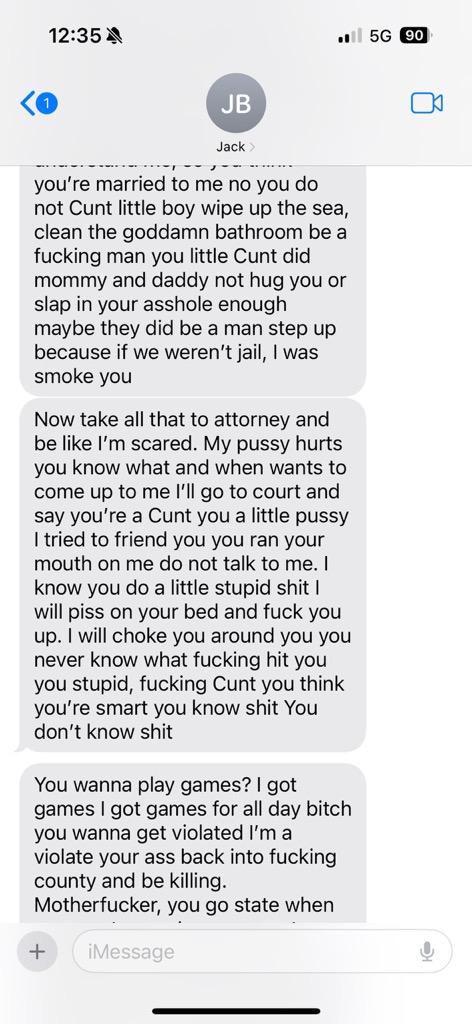 12:35
5G 90
1
JB
Jack
you're married to me no you do
not Cunt little boy wipe up the sea,
clean the goddamn bathroom be a
fucking man you little Cunt did
mommy and daddy not hug you or
slap in your asshole enough
maybe they did be a man step up
because if we weren't jail, I was
smoke you
Now take all that to attorney and
be like I'm scared. My pussy hurts
you know what and when wants to
come up to me I'll go to court and
say you're a Cunt you a little pussy
I tried to friend you you ran your
mouth on me do not talk to me. I
know you do a little stupid shit I
will piss on your bed and fuck you
up. I will choke you around you you
never know what fucking hit you
you stupid, fucking Cunt you think
you're smart you know shit You
don't know shit
You wanna play games? I got
games I got games for all day bitch
you wanna get violated I'm a
violate your ass back into fucking
county and be killing.
Motherfucker, you go state when
iMessage